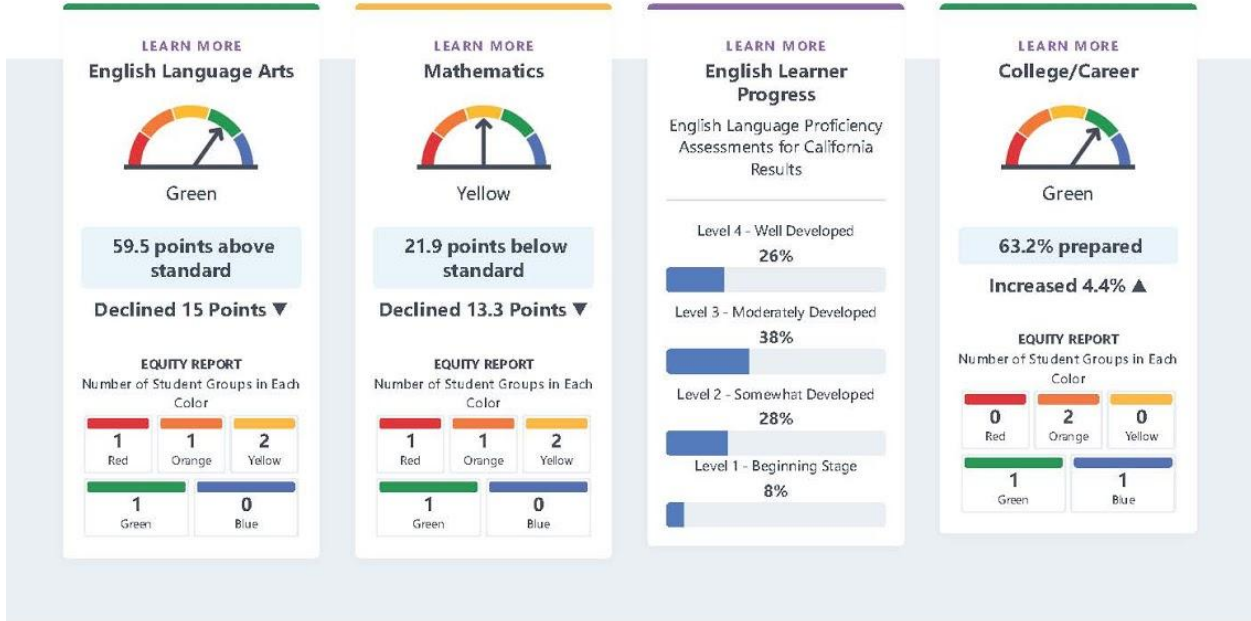 LEARN MORE
English Language Arts
Green
59.5 points above
standard
Declined 15 Points ▼
EQUITY REPORT
Number of Student Groups in Each
Color
1
Red
1
Orange
2
Yellow
1
Green
0
Blue
LEARN MORE
Mathematics
Yellow
21.9 points below
standard
Declined 13.3 Points ▼
EQUITY REPORT
Number of Student Groups in Each
Color
1
Red
1
Orange
2
Yellow
1
Green
0
Blue
LEARN MORE
English Learner
Progress
English Language Proficiency
Assessments for California
Results
Level 4 - Well Developed
26%
Level 3 - Moderately Developed
38%
Level 2 - Somewhat Developed
28%
Level 1 - Beginning Stage
8%
LEARN MORE
College/Career
Green
63.2% prepared
Increased 4.4% ▲
EQUITY REPORT
Number of Student Groups in Each
Color
0
Red
2
Orange
0
Yellow
1
Green
1
Blue